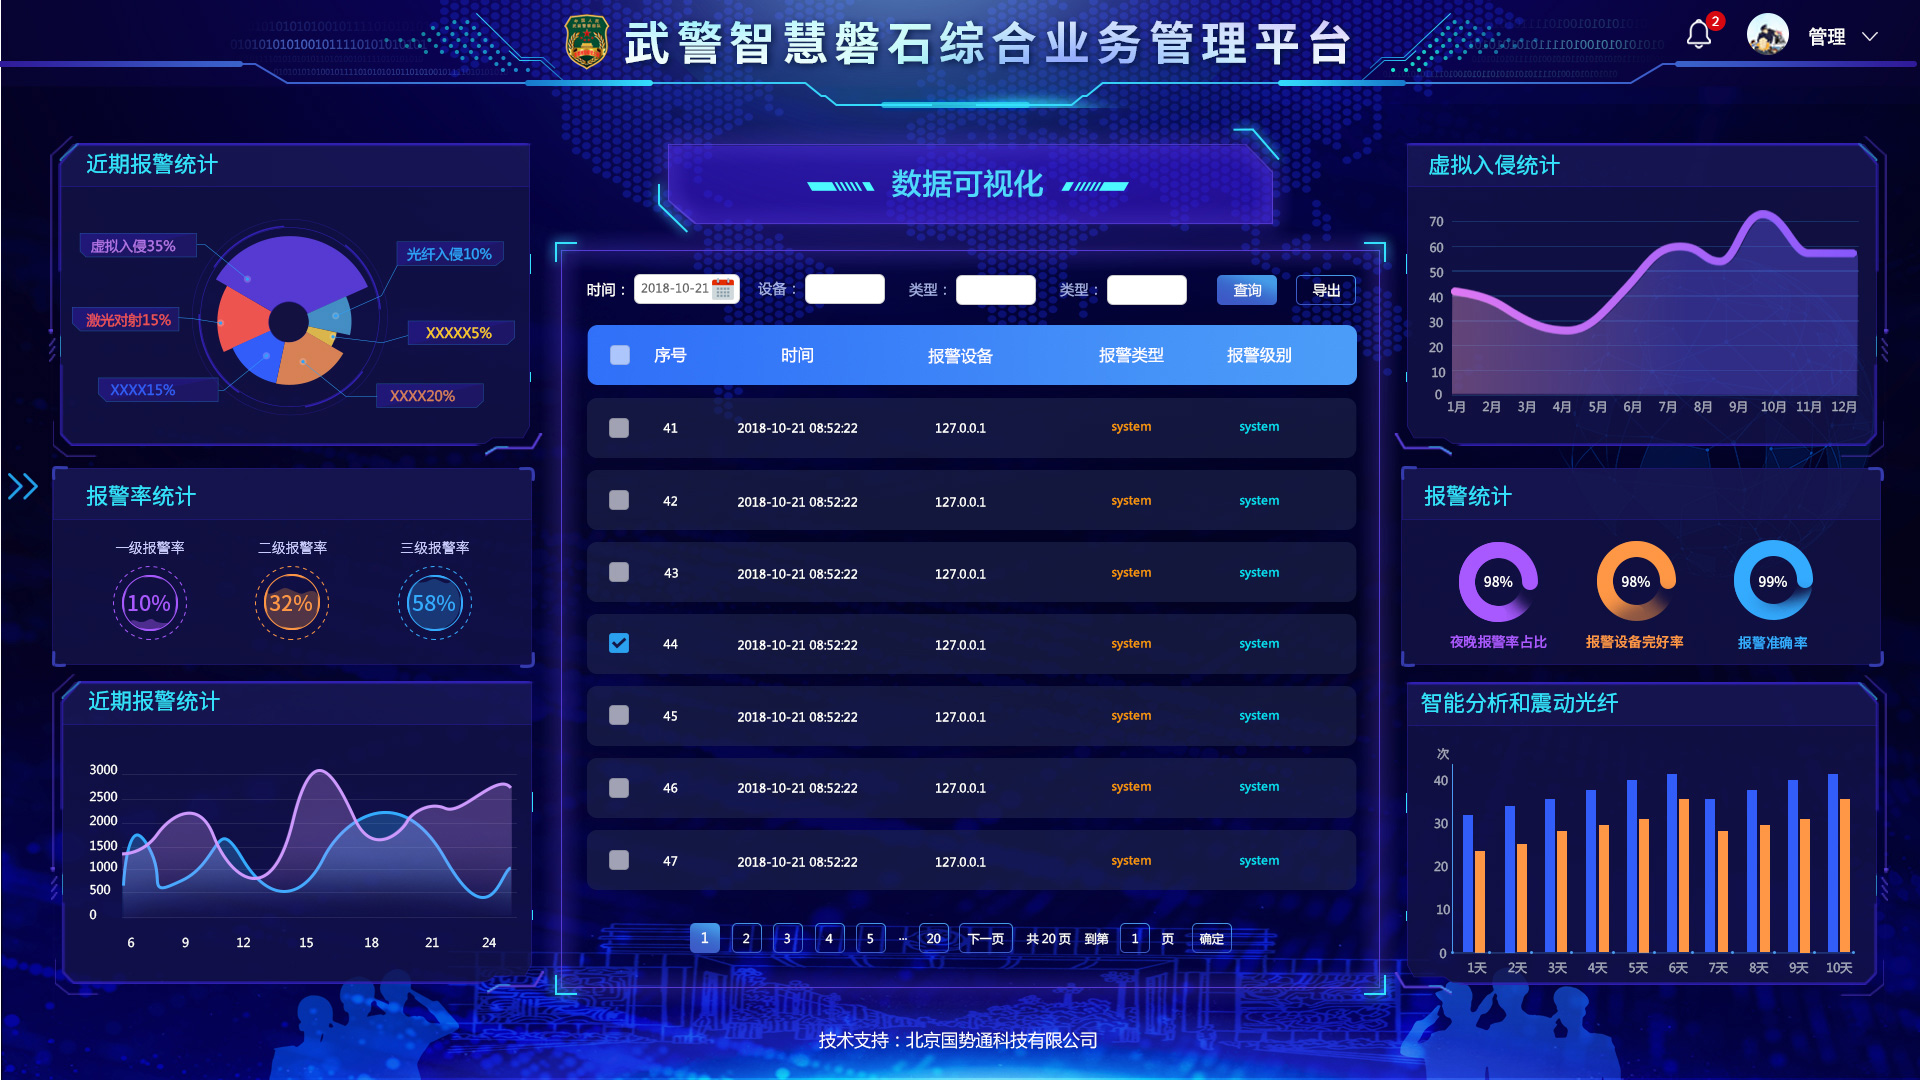 武警智慧磐石综合业务管理平台
2
管理
近期报警统计
虚拟入侵35%
光纤入侵10%
激光对射15%
XXXXX5%
XXXX15%
XXXX20%
报警率统计
一级报警率 二级报警率 三级报警率
10% 32% 58%
近期报警统计
3000
2500
2000
1500
1000
500
0
6 9 12 15 18 21 24
数据可视化
时间： 2018-10-21 设备： 类型： 类型： 查询 导出
序号 时间 报警设备 报警类型 报警级别
41 2018-10-21 08:52:22 127.0.0.1 system system
42 2018-10-21 08:52:22 127.0.0.1 system system
43 2018-10-21 08:52:22 127.0.0.1 system system
44 2018-10-21 08:52:22 127.0.0.1 system system
45 2018-10-21 08:52:22 127.0.0.1 system system
46 2018-10-21 08:52:22 127.0.0.1 system system
47 2018-10-21 08:52:22 127.0.0.1 system system
1 2 3 4 5 ... 20 下一页 共 20 页 到第 1 页 确定
虚拟入侵统计
70
60
50
40
30
20
10
0
1月 2月 3月 4月 5月 6月 7月 8月 9月 10月 11月 12月
报警统计
98% 98% 99%
夜晚报警率占比 报警设备完好率 报警准确率
智能分析和震动光纤
次
40
30
20
10
0
1天 2天 3天 4天 5天 6天 7天 8天 9天 10天
技术支持：北京国势通科技有限公司